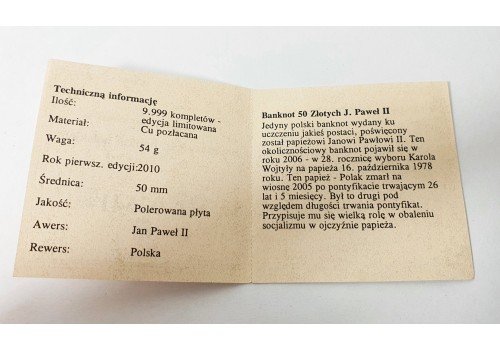 Techniczną informację
Ilość: 9.999 kompletów - edycja limitowana
Materiał: Cu pozłacana
Waga: 54 g
Rok pierwsz. edycji:2010
Średnica: 50 mm
Jakość: Polerowana płyta
Awers: Jan Paweł II
Rewers: Polska
Banknot 50 Złotych J. Paweł II
Jedyny polski banknot wydany ku
uczczeniu jakieś postaci, poświęcony
został papieżowi Janowi Pawłowi II. Ten
okolicznościowy banknot pojawił się w
roku 2006 - w 28. rocznicę wyboru Karola
Wojtyły na papieża 16. października 1978
roku. Ten papież - Polak zmarł na
wiosnę 2005 po pontyfikacie trwającym 26
lat i 5 miesięcy. Był to drugi pod
względem długości trwania pontyfikat.
Przypisuje mu się wielką rolę w obaleniu
socjalizmu w ojczyźnie papieża.